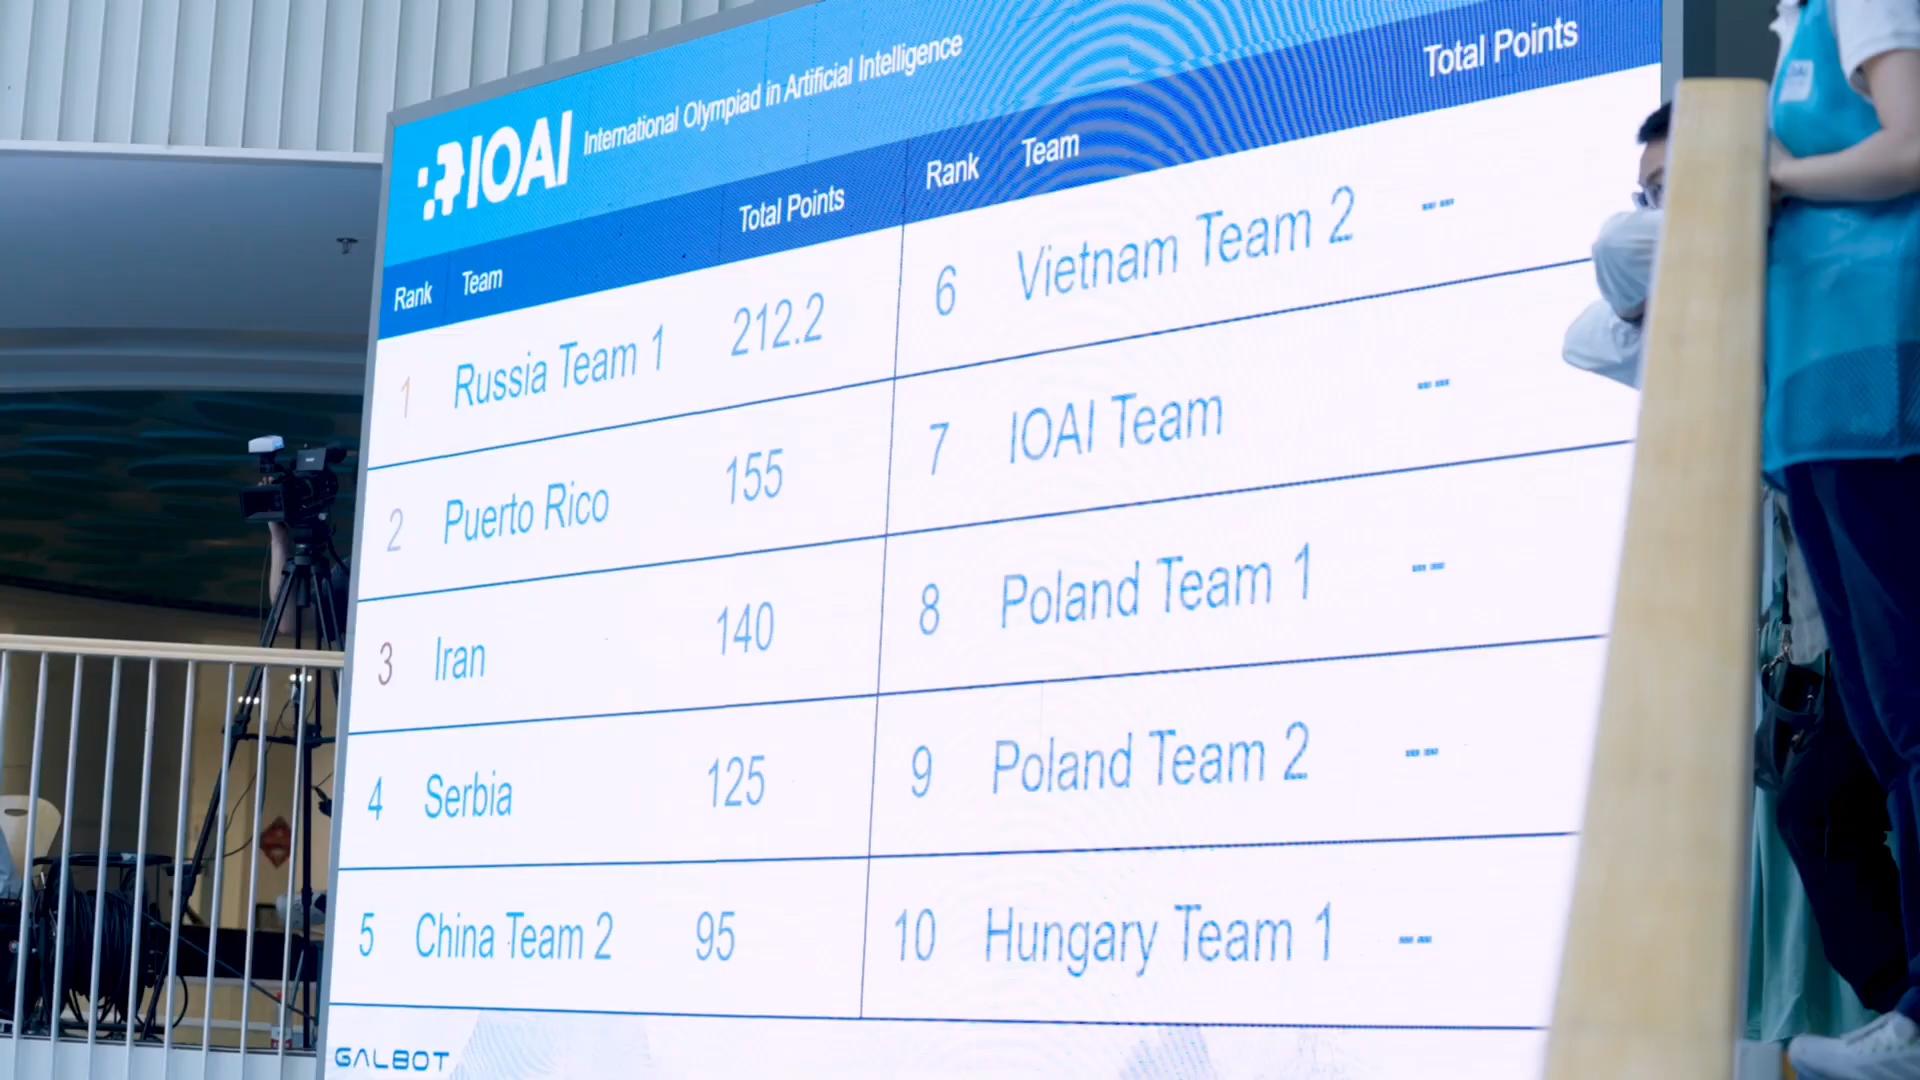 IOAI International Olympiad in Artificial Intelligence
Rank Team Total Points
1 Russia Team 1 212.2
2 Puerto Rico 155
3 Iran 140
4 Serbia 125
5 China Team 2 95
Rank Team Total Points
6 Vietnam Team 2 --
7 IOAI Team --
8 Poland Team 1 --
9 Poland Team 2 --
10 Hungary Team 1 --
GALBOT